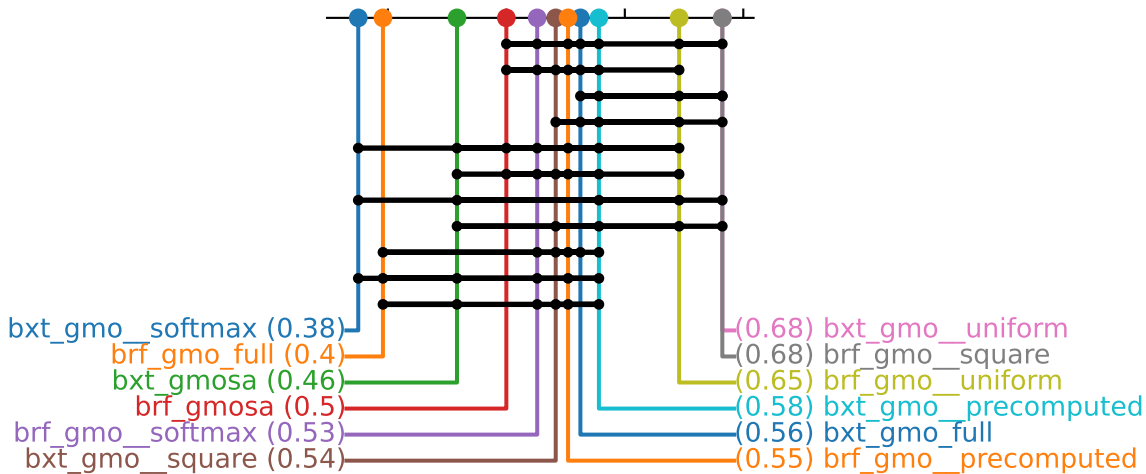 bxt_gmo__softmax (0.38)
brf_gmo_full (0.4)
bxt_gmosa (0.46)
brf_gmosa (0.5)
brf_gmo__softmax (0.53)
bxt_gmo__square (0.54)
(0.68) bxt_gmo__uniform
(0.68) brf_gmo__square
(0.65) brf_gmo__uniform
(0.58) bxt_gmo__precomputed
(0.56) bxt_gmo_full
(0.55) brf_gmo__precomputed